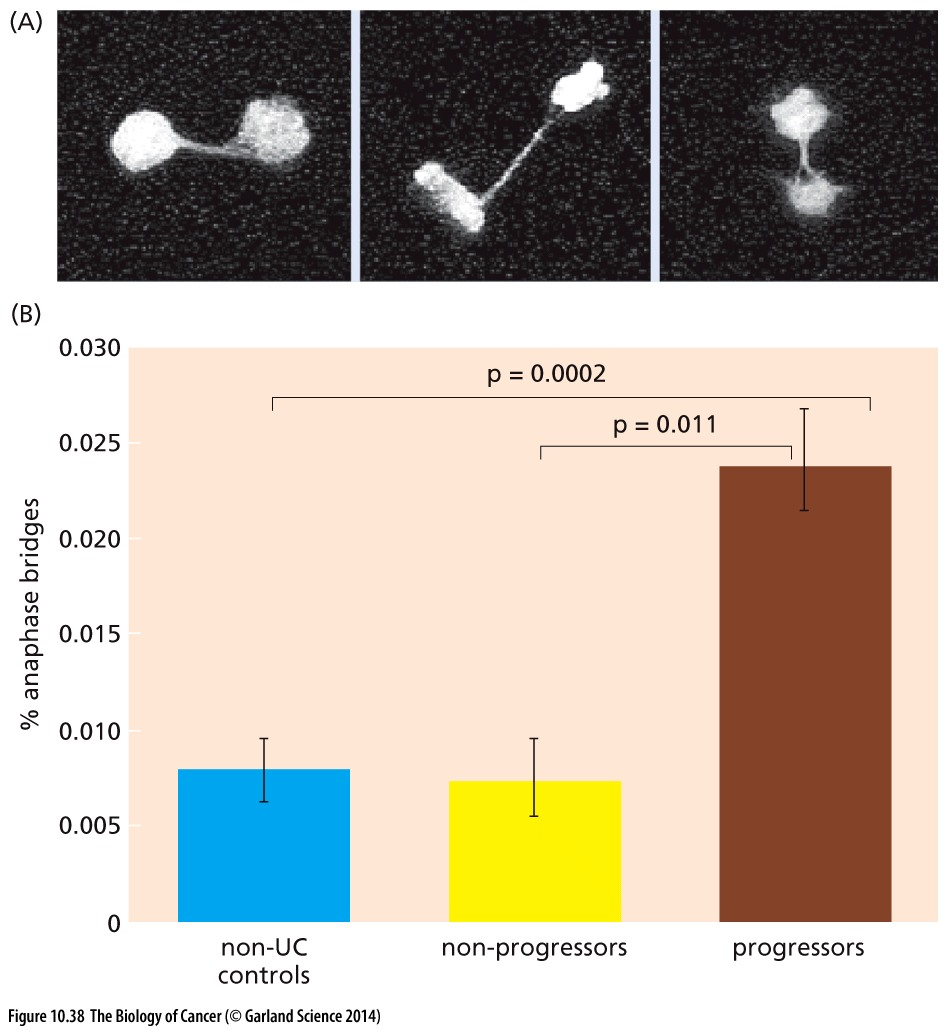 (A)
(B)
% anaphase bridges
0.030
0.025
0.020
0.015
0.010
0.005
0
p = 0.0002
p = 0.011
non-UC
controls
non-progressors
progressors
Figure 10.38 The Biology of Cancer (© Garland Science 2014)